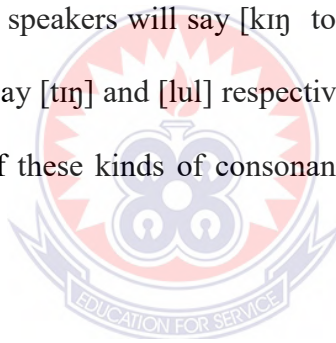 speakers will say [kɪŋ to
ay [tɪŋ] and [lul] respectiv
f these kinds of consonan
EDUCATION FOR SERVICE